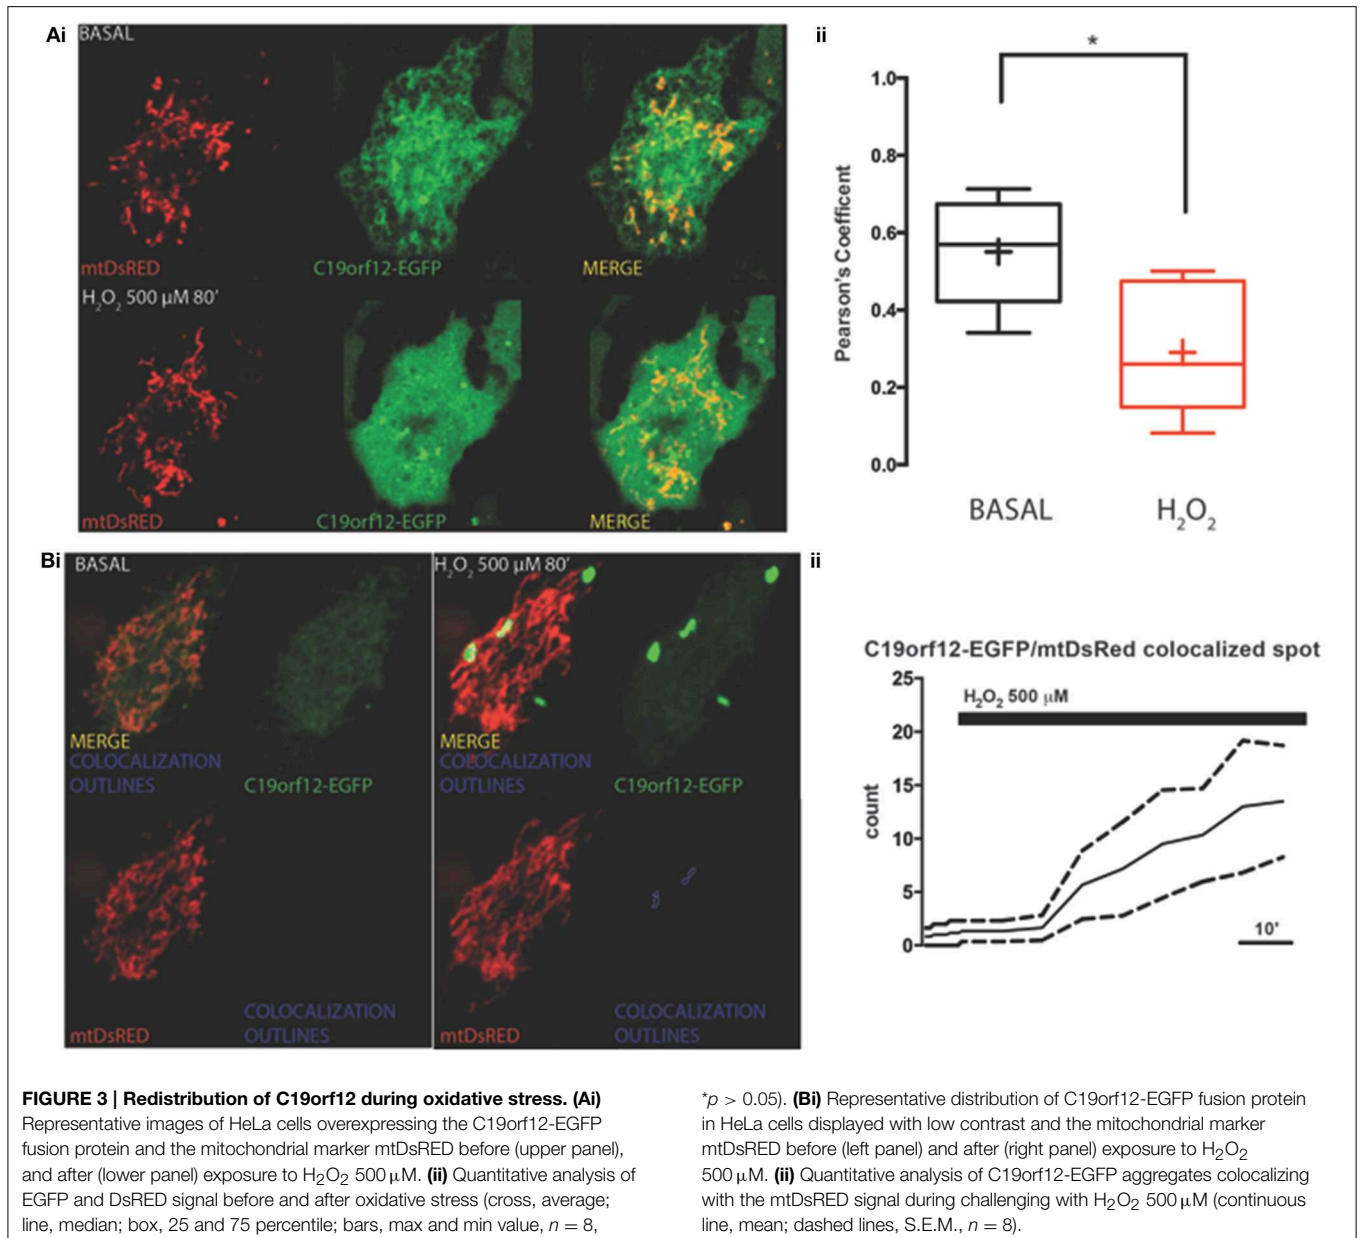 Ai
BASAL
mtDsRED
C19orf12-EGFP
MERGE
H₂O₂ 500 µM 80'
mtDsRED
C19orf12-EGFP
MERGE
ii
*
1.0
0.8
0.6
0.4
0.2
0.0
Pearson's Coefficent
BASAL
H₂O₂
Bi
BASAL
MERGE
COLOCALIZATION
OUTLINES
C19orf12-EGFP
mtDsRED
COLOCALIZATION
OUTLINES
H₂O₂ 500 µM 80'
MERGE
COLOCALIZATION
OUTLINES
C19orf12-EGFP
mtDsRED
COLOCALIZATION
OUTLINES
ii
C19orf12-EGFP/mtDsRed colocalized spot
25
20
15
10
5
0
count
H₂O₂ 500 µM
10'
FIGURE 3 | Redistribution of C19orf12 during oxidative stress. (Ai)
Representative images of HeLa cells overexpressing the C19orf12-EGFP
fusion protein and the mitochondrial marker mtDsRED before (upper panel),
and after (lower panel) exposure to H₂O₂ 500 µM. (ii) Quantitative analysis of
EGFP and DsRED signal before and after oxidative stress (cross, average;
line, median; box, 25 and 75 percentile; bars, max and min value, n = 8,
*p > 0.05). (Bi) Representative distribution of C19orf12-EGFP fusion protein
in HeLa cells displayed with low contrast and the mitochondrial marker
mtDsRED before (left panel) and after (right panel) exposure to H₂O₂
500 µM. (ii) Quantitative analysis of C19orf12-EGFP aggregates colocalizing
with the mtDsRED signal during challenging with H₂O₂ 500 µM (continuous
line, mean; dashed lines, S.E.M., n = 8).